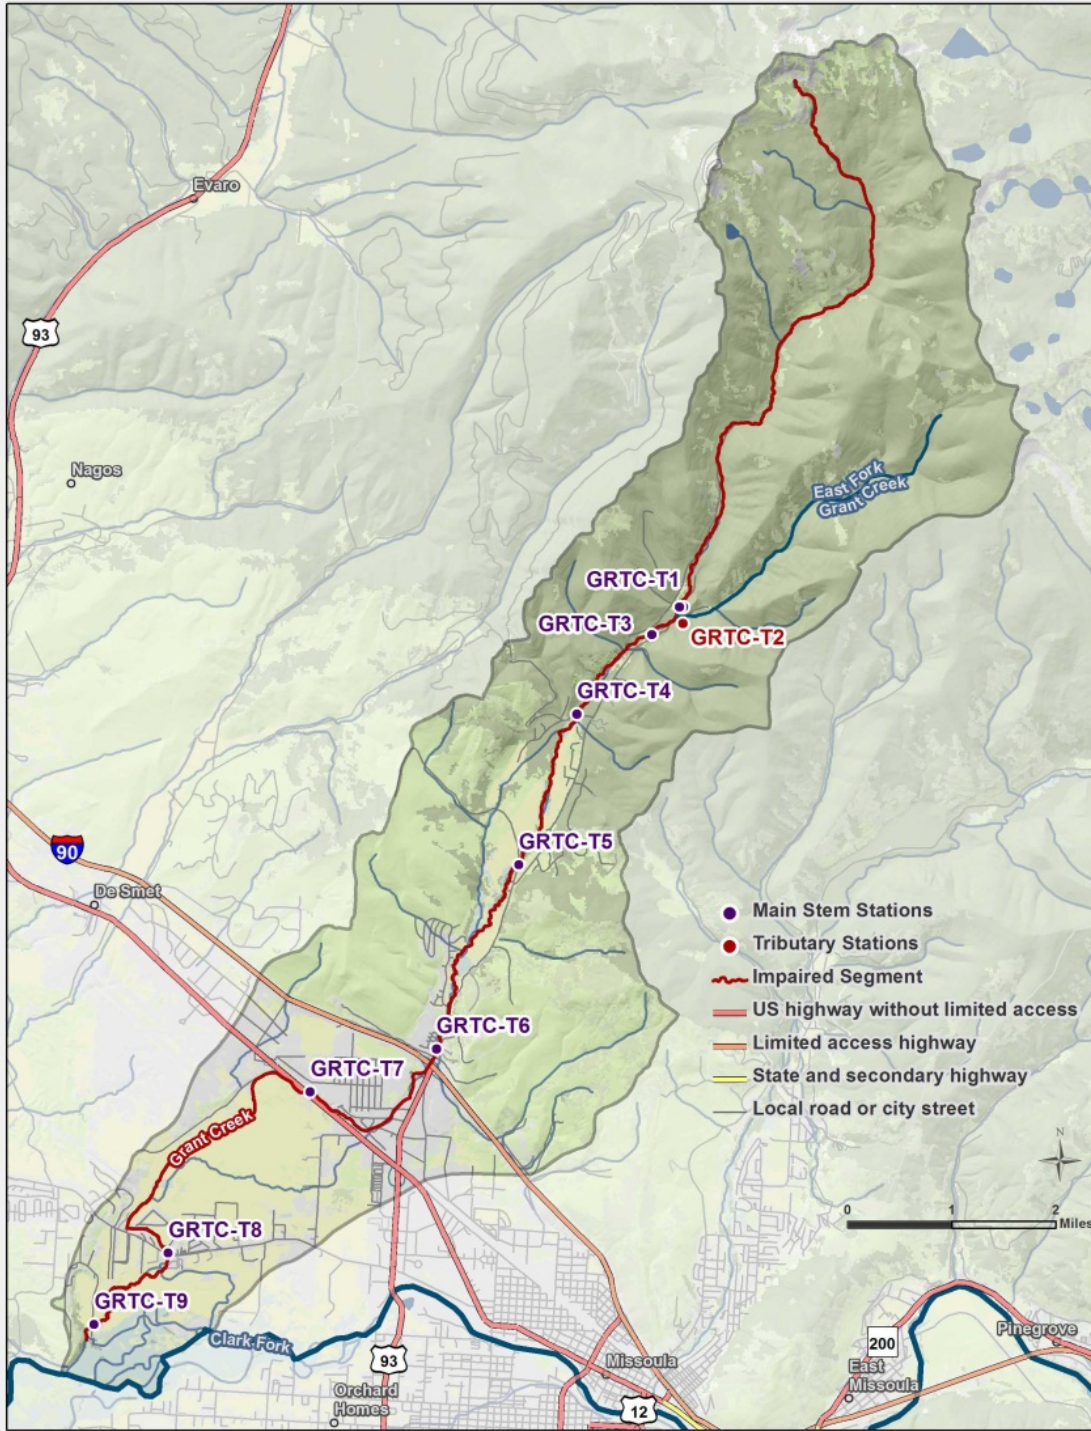 Evaro
93
Nagos
East Fork
Grant Creek
GRTC-T1
GRTC-T3
GRTC-T2
GRTC-T4
90
GRTC-T5
De Smet
Main Stem Stations
Tributary Stations
Impaired Segment
US highway without limited access
Limited access highway
State and secondary highway
Local road or city street
GRTC-T6
GRTC-T7
Grant Creek
N
0 1 2
Miles
GRTC-T8
GRTC-T9
Clark Fork
93
Missoula
200
Pinegrove
East
Missoula
Orchard
Homes
12